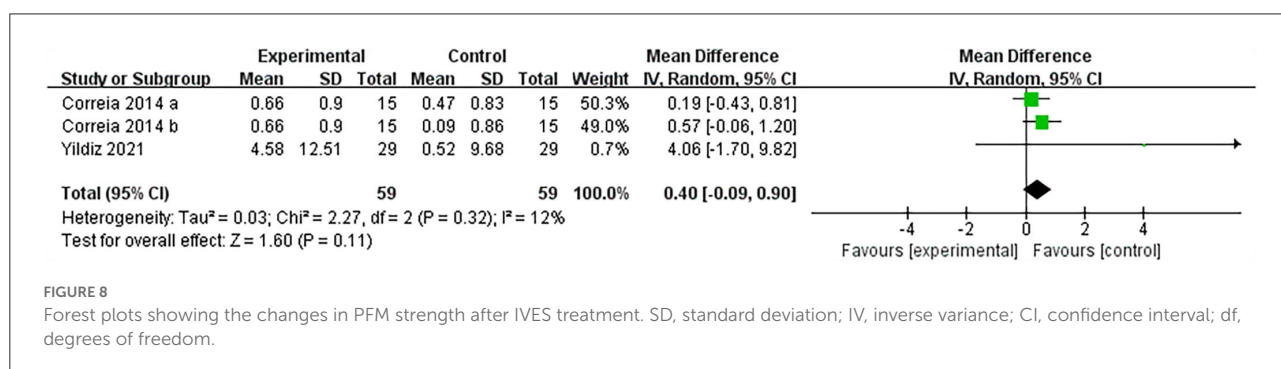 Experimental Control Mean Difference Mean Difference
Study or Subgroup Mean SD Total Mean SD Total Weight IV, Random, 95% CI IV, Random, 95% CI
Correia 2014 a 0.66 0.9 15 0.47 0.83 15 50.3% 0.19 [-0.43, 0.81]
Correia 2014 b 0.66 0.9 15 0.09 0.86 15 49.0% 0.57 [-0.06, 1.20]
Yildiz 2021 4.58 12.51 29 0.52 9.68 29 0.7% 4.06 [-1.70, 9.82]
Total (95% CI) 59 59 100.0% 0.40 [-0.09, 0.90]
Heterogeneity: Tau² = 0.03; Chi² = 2.27, df = 2 (P = 0.32); I² = 12%
Test for overall effect: Z = 1.60 (P = 0.11)
-4 -2 0 2 4
Favours [experimental] Favours [control]
FIGURE 8
Forest plots showing the changes in PFM strength after IVES treatment. SD, standard deviation; IV, inverse variance; CI, confidence interval; df,
degrees of freedom.